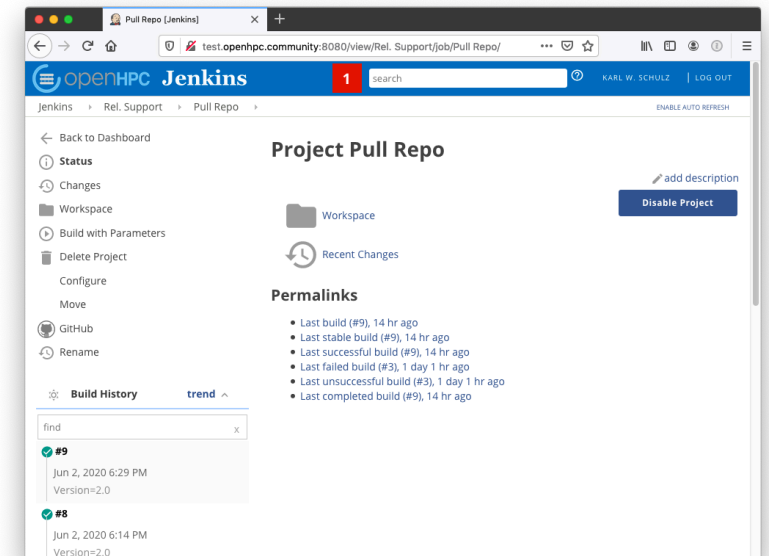 Pull Repo [Jenkins]
test.openhpc.community:8080/view/Rel. Support/job/Pull Repo/
openHPC Jenkins
1
search
KARL W. SCHULZ | LOG OUT
Jenkins › Rel. Support › Pull Repo ›
ENABLE AUTO REFRESH
Back to Dashboard
Status
Changes
Workspace
Build with Parameters
Delete Project
Configure
Move
GitHub
Rename
Build History
trend
find
x
#9
Jun 2, 2020 6:29 PM
Version=2.0
#8
Jun 2, 2020 6:14 PM
Version=2.0
Project Pull Repo
add description
Disable Project
Workspace
Recent Changes
Permalinks
Last build (#9), 14 hr ago
Last stable build (#9), 14 hr ago
Last successful build (#9), 14 hr ago
Last failed build (#3), 1 day 1 hr ago
Last unsuccessful build (#3), 1 day 1 hr ago
Last completed build (#9), 14 hr ago